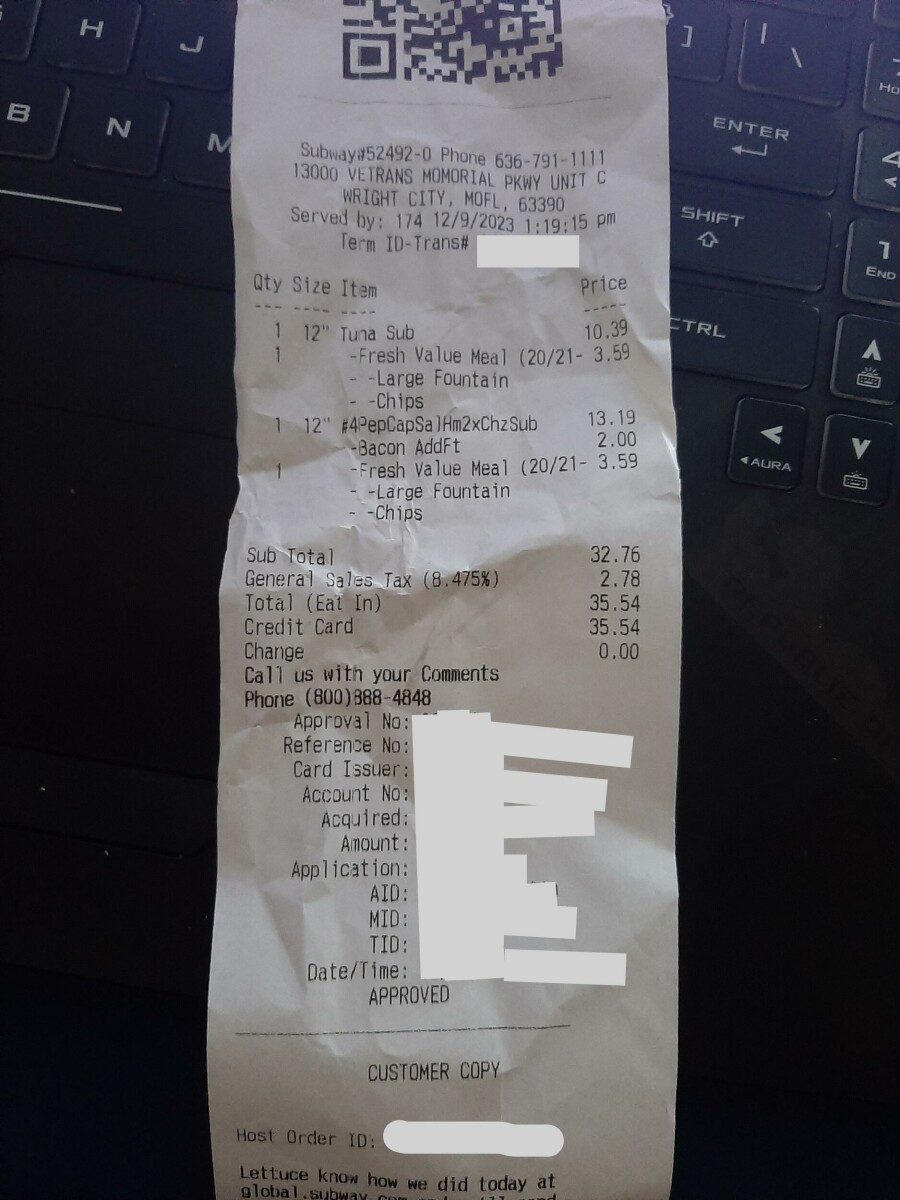 H
J
]
| \
B
N
M
ENTER
Ho
4
SHIFT
1
END
CTRL
AURA
Subway#52492-0 Phone 636-791-1111
13000 VETRANS MOMORIAL PKWY UNIT C
WRIGHT CITY, MOFL, 63390
Served by: 174 12/9/2023 1:19:15 pm
Term ID-Trans#
Qty Size Item Price
---- ---- ---- -----
1 12" Tuna Sub 10.39
1 -Fresh Value Meal (20/21- 3.59
- -Large Fountain
- -Chips
1 12" #4PepCapSalHm2xChzSub 13.19
-Bacon AddFt 2.00
1 -Fresh Value Meal (20/21- 3.59
- -Large Fountain
- -Chips
Sub Total 32.76
General Sales Tax (8.475%) 2.78
Total (Eat In) 35.54
Credit Card 35.54
Change 0.00
Call us with your Comments
Phone (800)888-4848
Approval No:
Reference No:
Card Issuer:
Account No:
Acquired:
Amount:
Application:
AID:
MID:
TID:
Date/Time:
APPROVED
CUSTOMER COPY
Host Order ID:
Lettuce know how we did today at
global.subway.com and